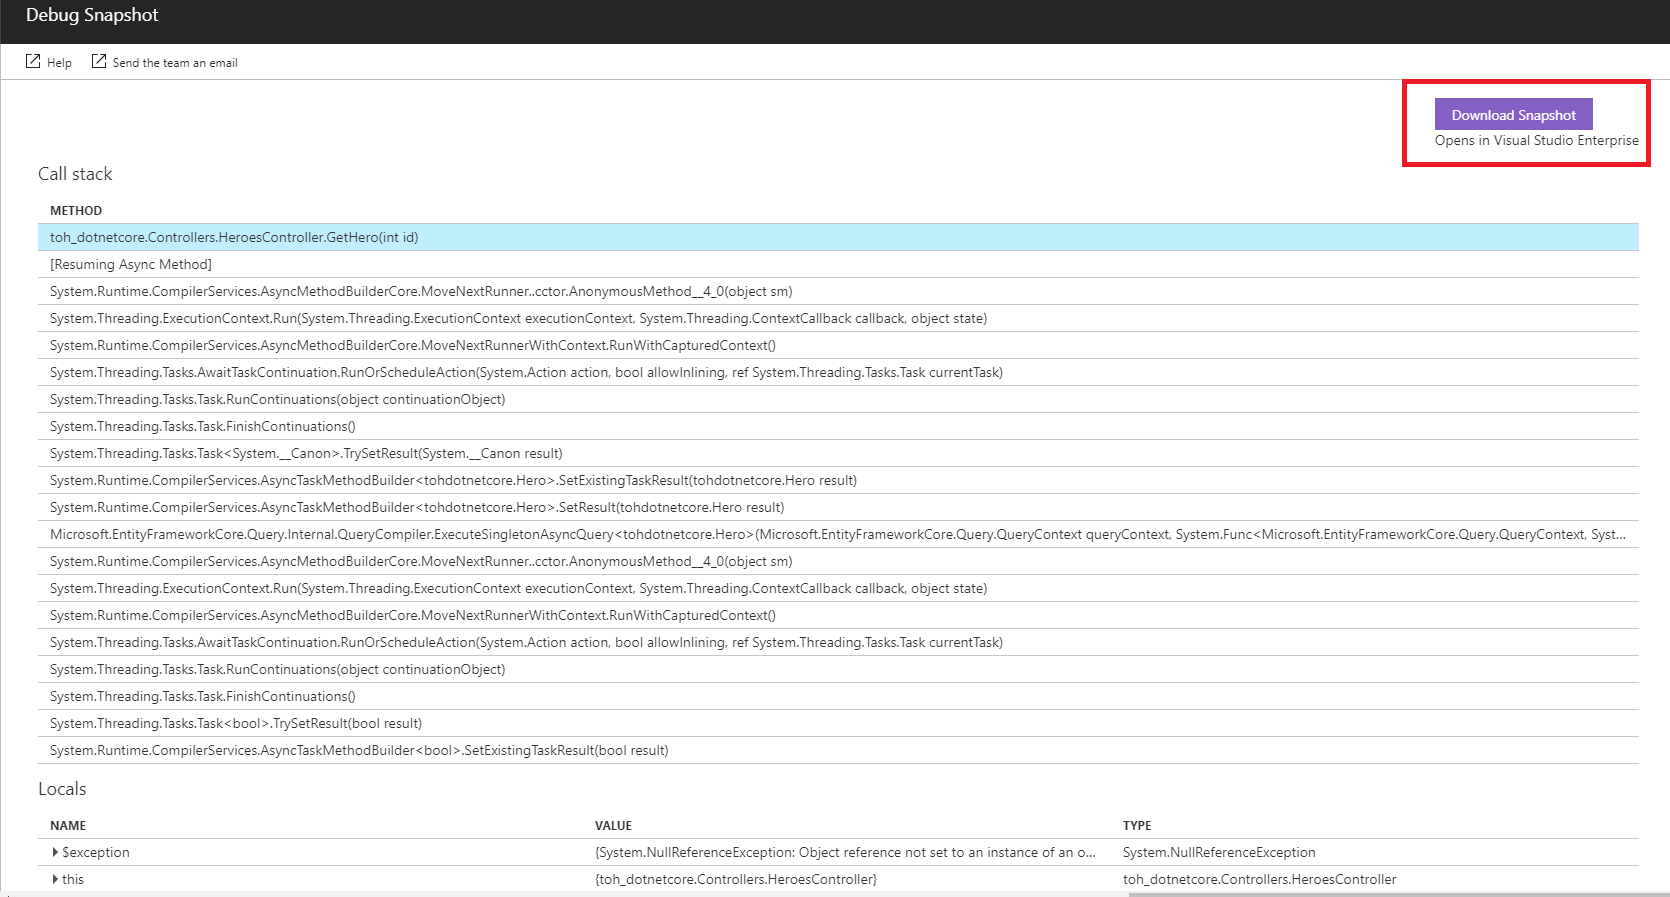 Debug Snapshot
Help Send the team an email
Download Snapshot
Opens in Visual Studio Enterprise
Call stack
METHOD
toh_dotnetcore.Controllers.HeroesController.GetHero(int id)
[Resuming Async Method]
System.Runtime.CompilerServices.AsyncMethodBuilderCore.MoveNextRunner..cctor.AnonymousMethod__4_0(object sm)
System.Threading.ExecutionContext.Run(System.Threading.ExecutionContext executionContext, System.Threading.ContextCallback callback, object state)
System.Runtime.CompilerServices.AsyncMethodBuilderCore.MoveNextRunnerWithContext.RunWithCapturedContext()
System.Threading.Tasks.AwaitTaskContinuation.RunOrScheduleAction(System.Action action, bool allowInlining, ref System.Threading.Tasks.Task currentTask)
System.Threading.Tasks.Task.RunContinuations(object continuationObject)
System.Threading.Tasks.Task.FinishContinuations()
System.Threading.Tasks.Task<System.__Canon>.TrySetResult(System.__Canon result)
System.Runtime.CompilerServices.AsyncTaskMethodBuilder<tohdotnetcore.Hero>.SetExistingTaskResult(tohdotnetcore.Hero result)
System.Runtime.CompilerServices.AsyncTaskMethodBuilder<tohdotnetcore.Hero>.SetResult(tohdotnetcore.Hero result)
Microsoft.EntityFrameworkCore.Query.Internal.QueryCompiler.ExecuteSingletonAsyncQuery<tohdotnetcore.Hero>(Microsoft.EntityFrameworkCore.Query.QueryContext queryContext, System.Func<Microsoft.EntityFrameworkCore.Query.QueryContext, Syst...
System.Runtime.CompilerServices.AsyncMethodBuilderCore.MoveNextRunner..cctor.AnonymousMethod__4_0(object sm)
System.Threading.ExecutionContext.Run(System.Threading.ExecutionContext executionContext, System.Threading.ContextCallback callback, object state)
System.Runtime.CompilerServices.AsyncMethodBuilderCore.MoveNextRunnerWithContext.RunWithCapturedContext()
System.Threading.Tasks.AwaitTaskContinuation.RunOrScheduleAction(System.Action action, bool allowInlining, ref System.Threading.Tasks.Task currentTask)
System.Threading.Tasks.Task.RunContinuations(object continuationObject)
System.Threading.Tasks.Task.FinishContinuations()
System.Threading.Tasks.Task<bool>.TrySetResult(bool result)
System.Runtime.CompilerServices.AsyncTaskMethodBuilder<bool>.SetExistingTaskResult(bool result)
Locals
NAME VALUE TYPE
$exception {System.NullReferenceException: Object reference not set to an instance of an o... System.NullReferenceException
this {toh_dotnetcore.Controllers.HeroesController} toh_dotnetcore.Controllers.HeroesController